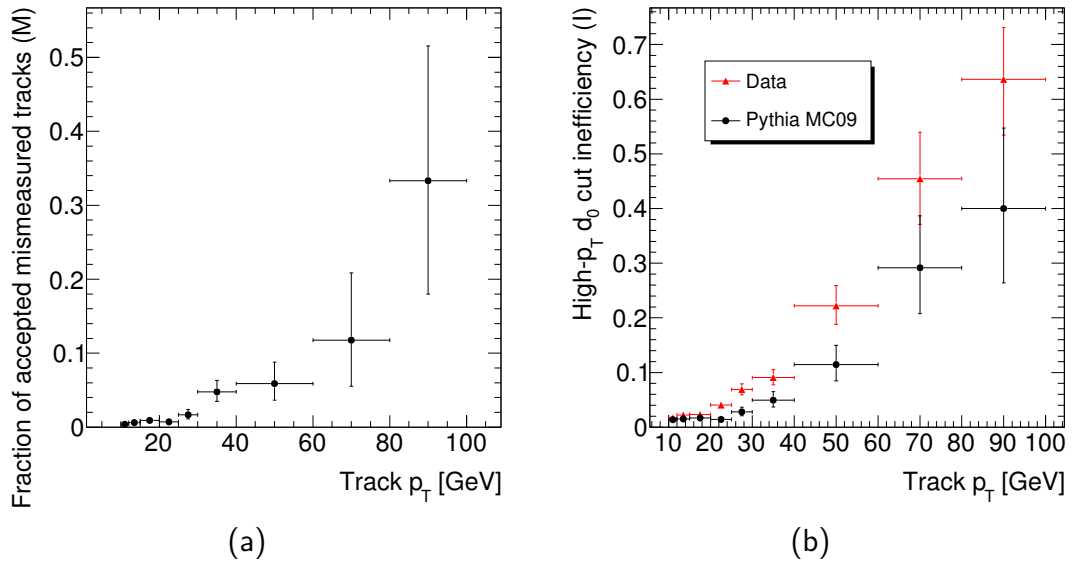 Fraction of accepted mismeasured tracks (M)
0.5
0.4
0.3
0.2
0.1
0
20 40 60 80 100
Track p_T [GeV]
(a)
High-p_T d_0 cut inefficiency (I)
0.7
0.6
0.5
0.4
0.3
0.2
0.1
0
Data
Pythia MC09
10 20 30 40 50 60 70 80 90 100
Track p_T [GeV]
(b)